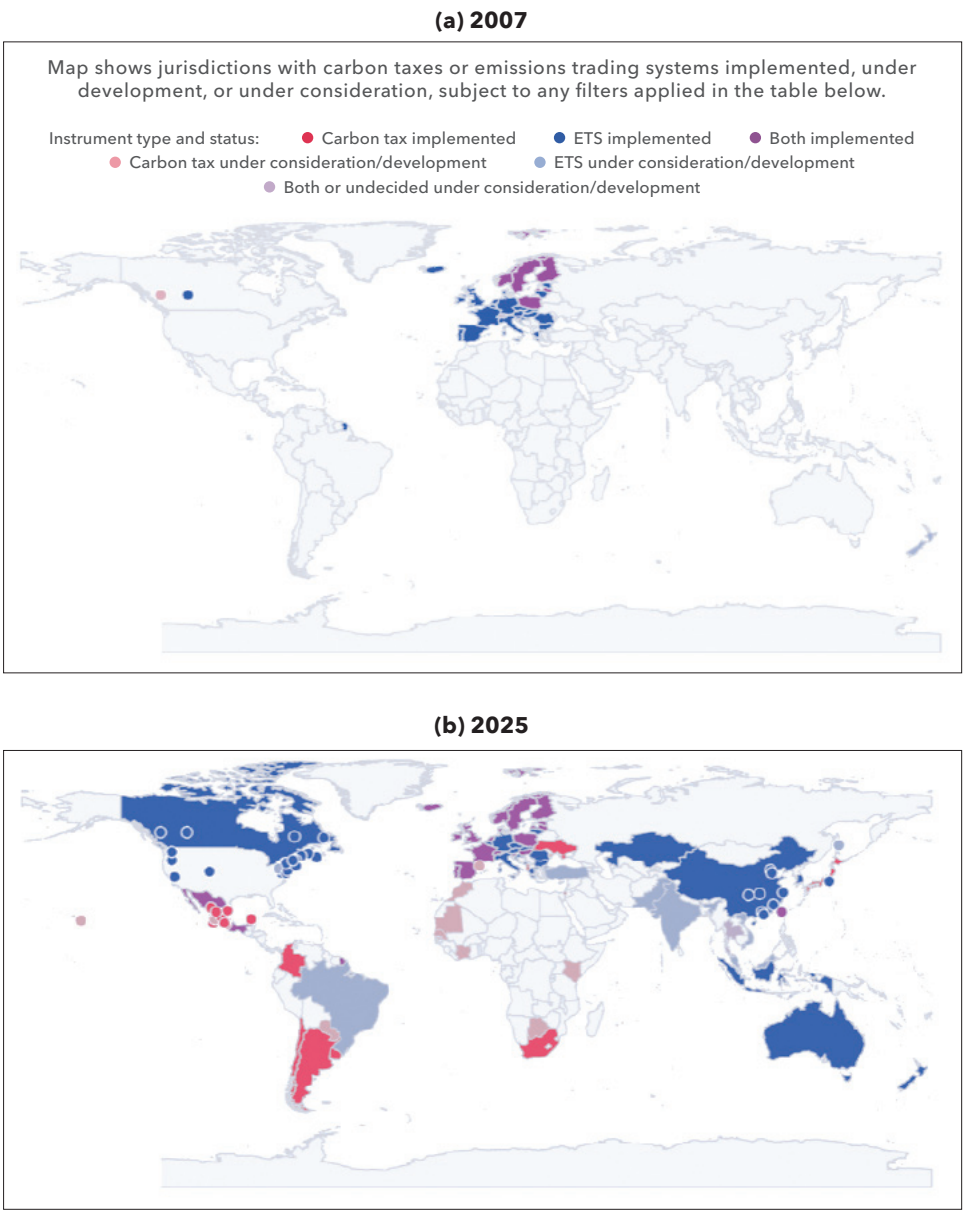 (a) 2007
Map shows jurisdictions with carbon taxes or emissions trading systems implemented, under
development, or under consideration, subject to any filters applied in the table below.
Instrument type and status: Carbon tax implemented ETS implemented Both implemented
Carbon tax under consideration/development ETS under consideration/development
Both or undecided under consideration/development
(b) 2025